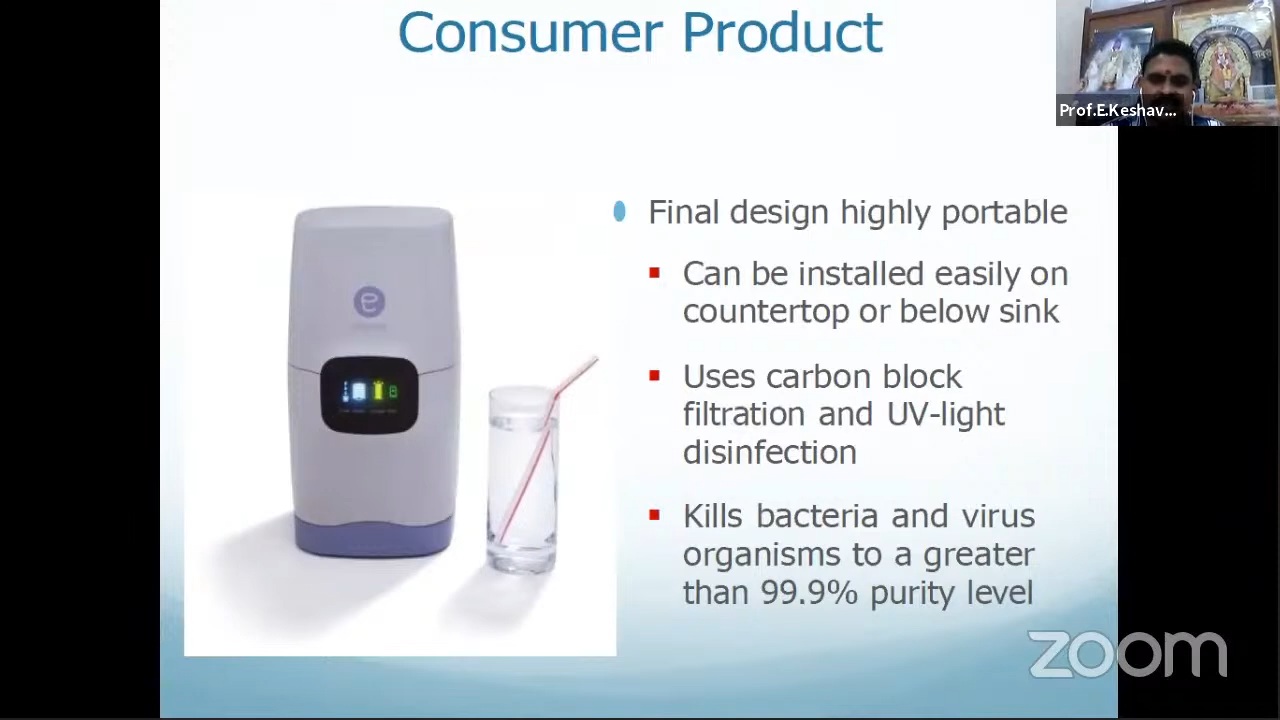 Consumer Product
Prof.E.Keshav...
Final design highly portable
Can be installed easily on
countertop or below sink
Uses carbon block
filtration and UV-light
disinfection
Kills bacteria and virus
organisms to a greater
than 99.9% purity level
e
zoom